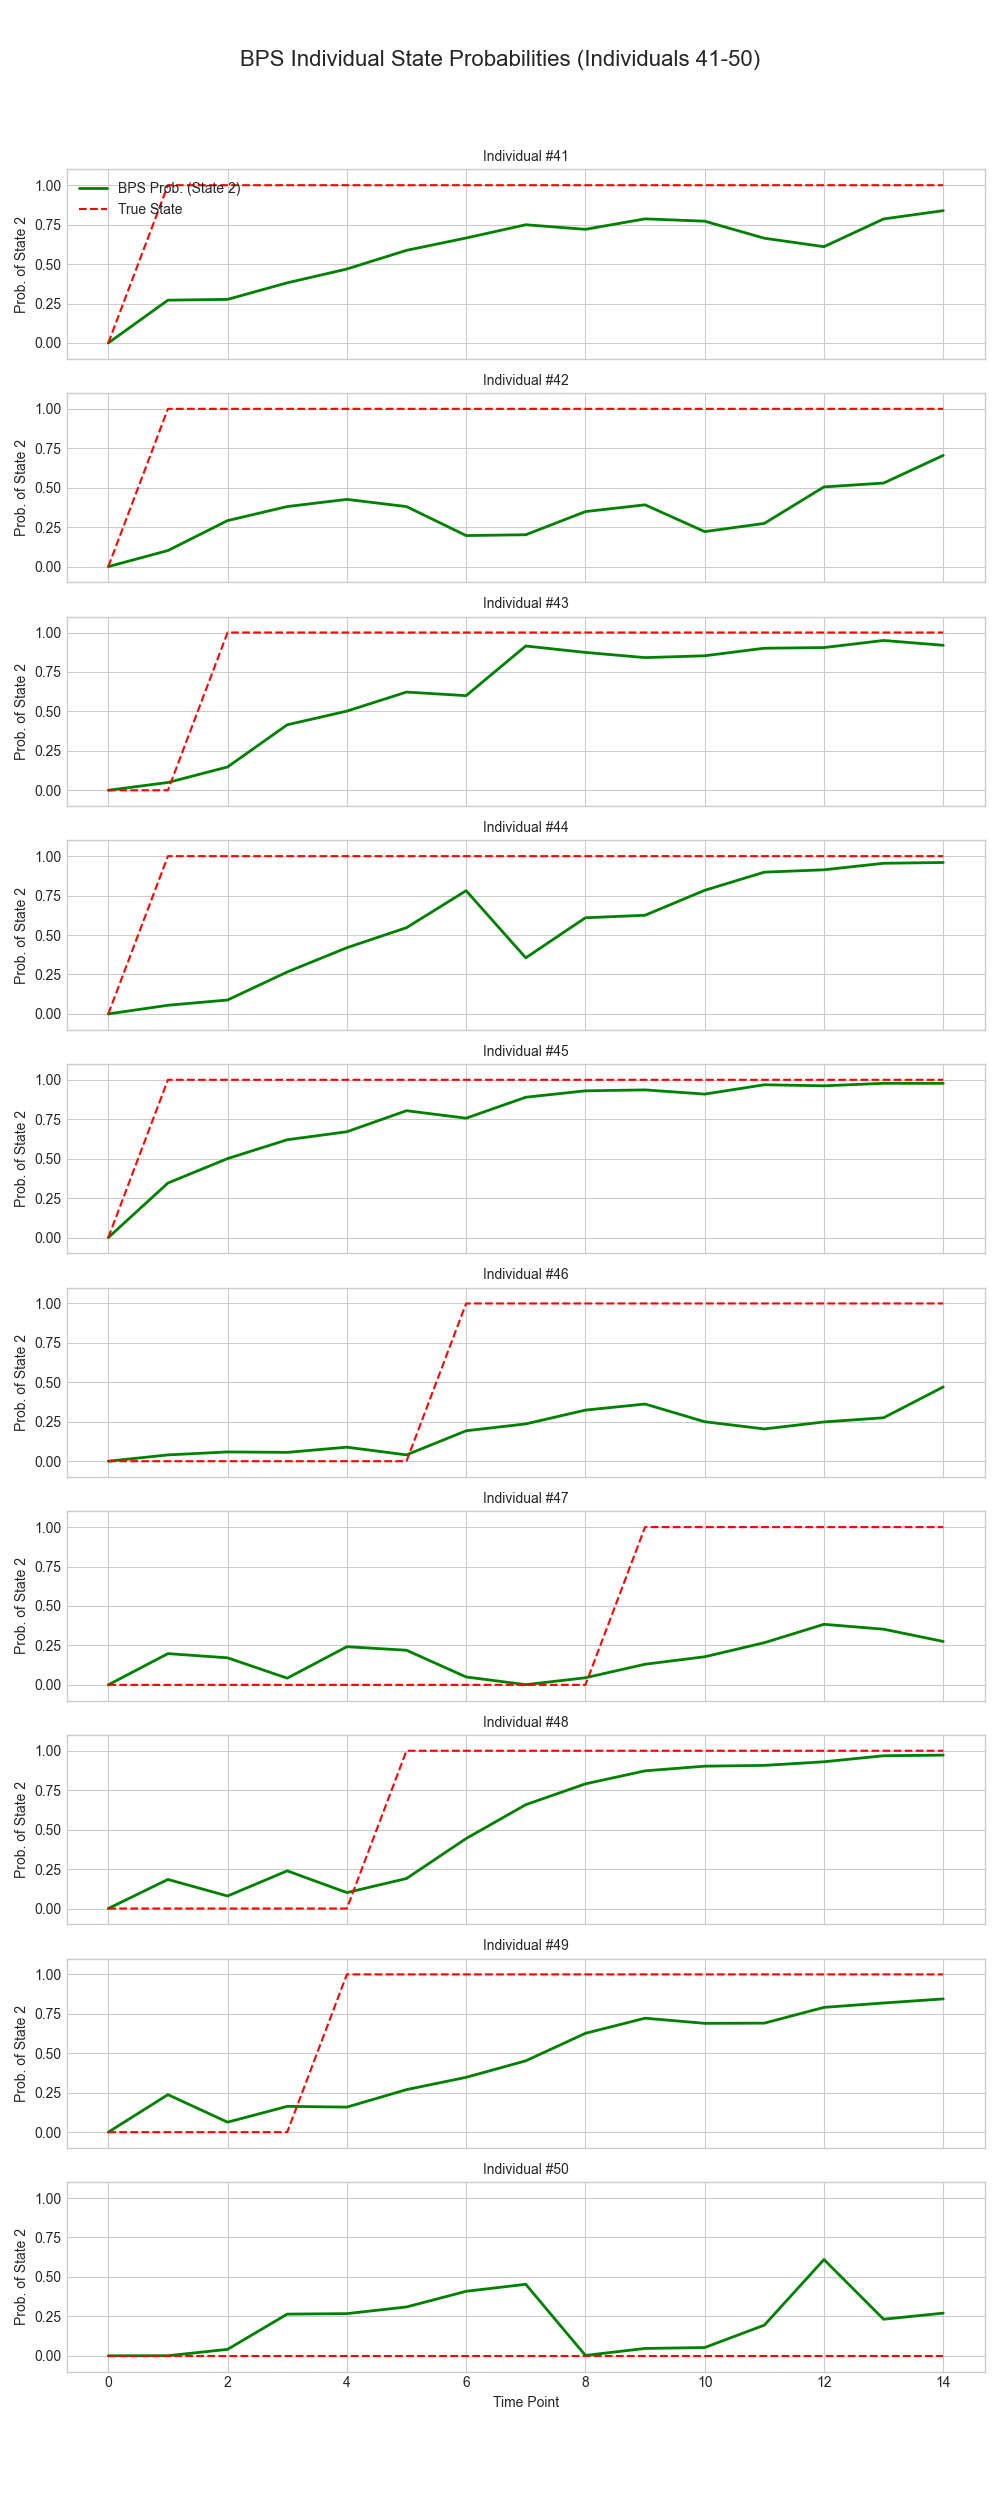 BPS Individual State Probabilities (Individuals 41-50)
Individual #41
BPS Prob. (State 2)
True State
Prob. of State 2
1.00
0.75
0.50
0.25
0.00
Individual #42
Prob. of State 2
1.00
0.75
0.50
0.25
0.00
Individual #43
Prob. of State 2
1.00
0.75
0.50
0.25
0.00
Individual #44
Prob. of State 2
1.00
0.75
0.50
0.25
0.00
Individual #45
Prob. of State 2
1.00
0.75
0.50
0.25
0.00
Individual #46
Prob. of State 2
1.00
0.75
0.50
0.25
0.00
Individual #47
Prob. of State 2
1.00
0.75
0.50
0.25
0.00
Individual #48
Prob. of State 2
1.00
0.75
0.50
0.25
0.00
Individual #49
Prob. of State 2
1.00
0.75
0.50
0.25
0.00
Individual #50
Prob. of State 2
1.00
0.75
0.50
0.25
0.00
0 2 4 6 8 10 12 14
Time Point